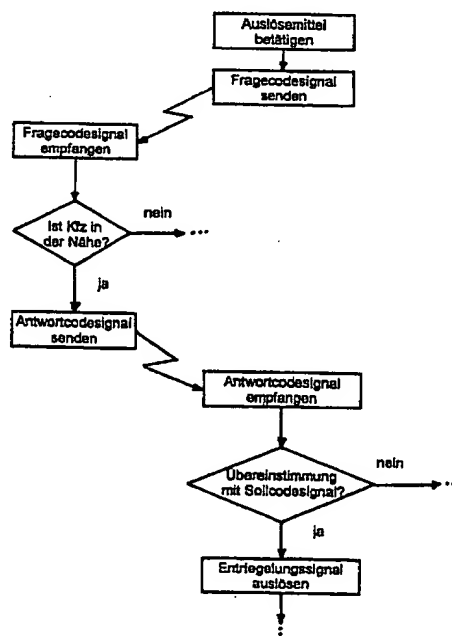 Auslösemittel
betätigen
Fragecodesignal
senden
Fragecodesignal
empfangen
Ist Kfz in
der Nähe?
nein
...
ja
Antwortcodesignal
senden
Antwortcodesignal
empfangen
Übereinstimmung
mit Sollcodesignal?
nein
...
ja
Entriegelungssignal
auslösen
...